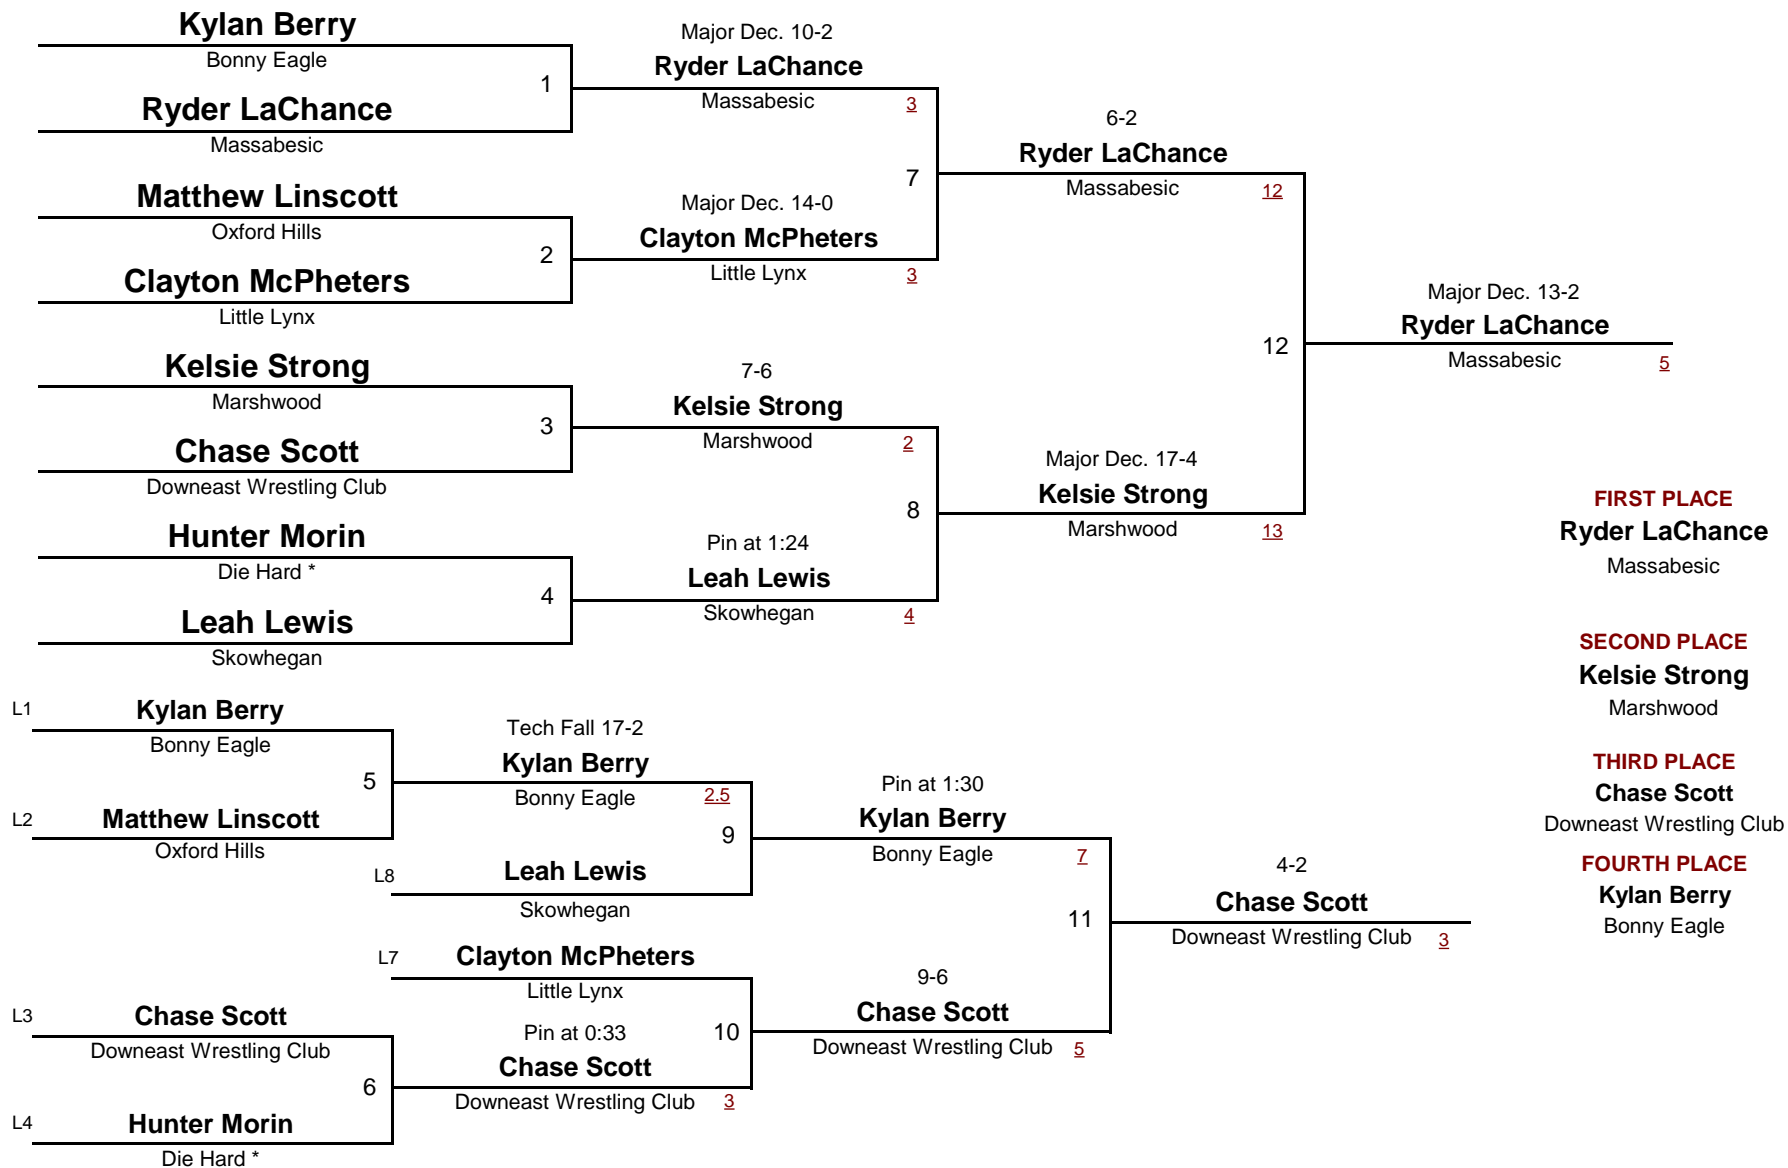 Kylan Berry
Bonny Eagle
1
Ryder LaChance
Massabesic
Major Dec. 10-2
Ryder LaChance
Massabesic 3
Matthew Linscott
Oxford Hills
2
Clayton McPheters
Little Lynx
Major Dec. 14-0
Clayton McPheters
Little Lynx 3
7
6-2
Ryder LaChance
Massabesic 12
Kelsie Strong
Marshwood
3
Chase Scott
Downeast Wrestling Club
7-6
Kelsie Strong
Marshwood 2
Hunter Morin
Die Hard *
4
Leah Lewis
Skowhegan
Pin at 1:24
Leah Lewis
Skowhegan 4
8
Major Dec. 17-4
Kelsie Strong
Marshwood 13
12
Major Dec. 13-2
Ryder LaChance
Massabesic 5
FIRST PLACE
Ryder LaChance
Massabesic
SECOND PLACE
Kelsie Strong
Marshwood
THIRD PLACE
Chase Scott
Downeast Wrestling Club
FOURTH PLACE
Kylan Berry
Bonny Eagle
L1 Kylan Berry
Bonny Eagle
5
L2 Matthew Linscott
Oxford Hills
Tech Fall 17-2
Kylan Berry
Bonny Eagle 2.5
9
L8 Leah Lewis
Skowhegan
Pin at 1:30
Kylan Berry
Bonny Eagle 7
L7 Clayton McPheters
Little Lynx
10
L3 Chase Scott
Downeast Wrestling Club
6
L4 Hunter Morin
Die Hard *
Pin at 0:33
Chase Scott
Downeast Wrestling Club 3
9-6
Chase Scott
Downeast Wrestling Club 5
11
4-2
Chase Scott
Downeast Wrestling Club 3